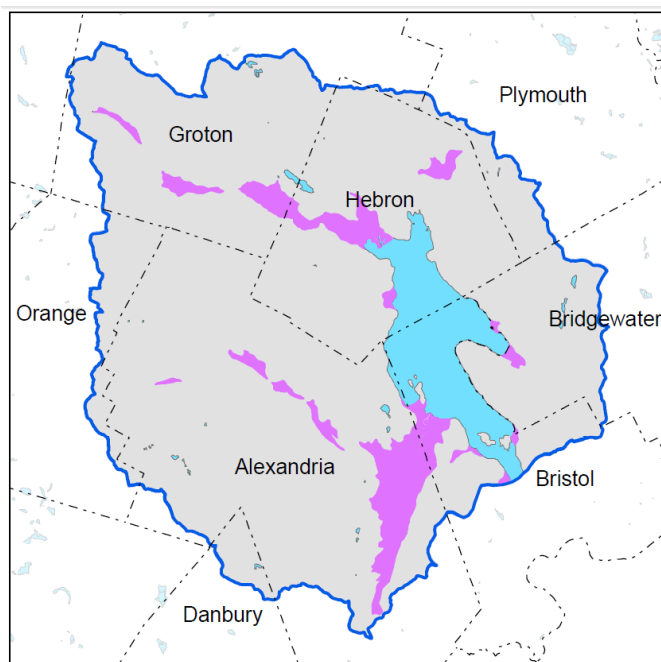 Plymouth
Groton
Hebron
Orange
Bridgewater
Alexandria
Bristol
Danbury